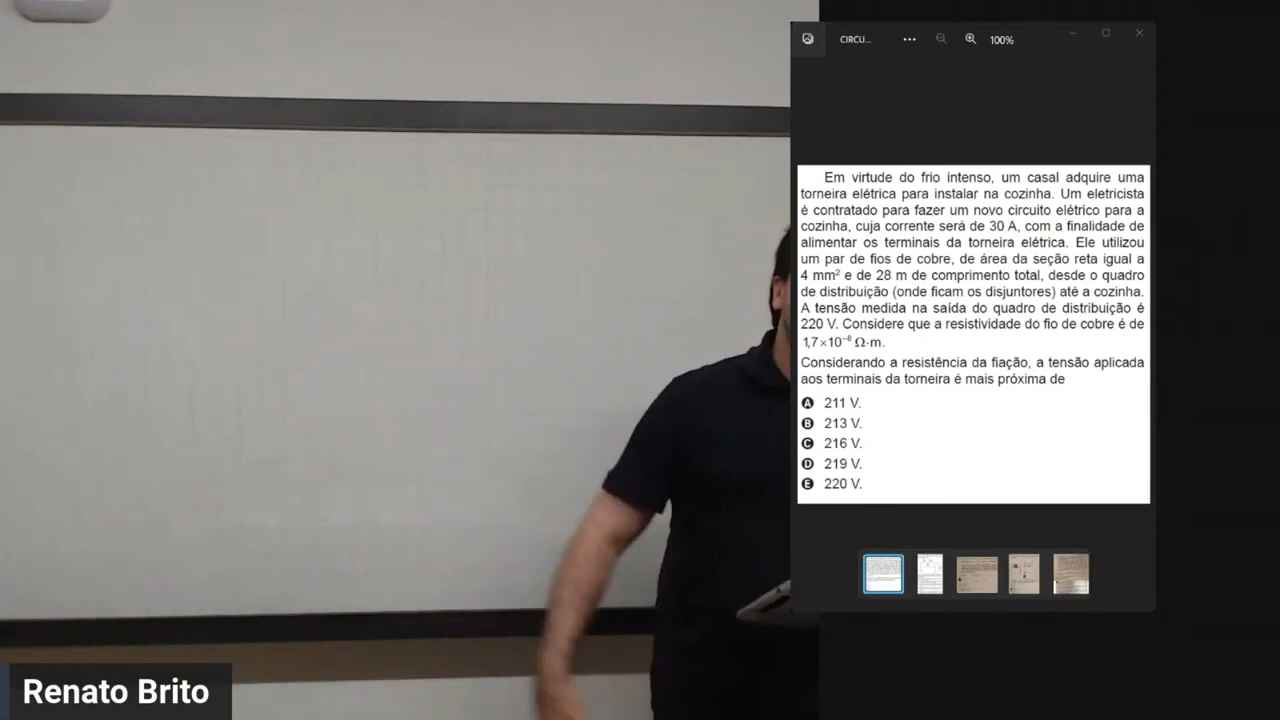 CIRCU...
100%
Em virtude do frio intenso, um casal adquire uma
torneira elétrica para instalar na cozinha. Um eletricista
é contratado para fazer um novo circuito elétrico para a
cozinha, cuja corrente será de 30 A, com a finalidade de
alimentar os terminais da torneira elétrica. Ele utilizou
um par de fios de cobre, de área da seção reta igual a
4 mm² e de 28 m de comprimento total, desde o quadro
de distribuição (onde ficam os disjuntores) até a cozinha.
A tensão medida na saída do quadro de distribuição é
220 V. Considere que a resistividade do fio de cobre é de
1,7×10⁻⁸ Ω·m.
Considerando a resistência da fiação, a tensão aplicada
aos terminais da torneira é mais próxima de
A 211 V.
B 213 V.
C 216 V.
D 219 V.
E 220 V.
Renato Brito